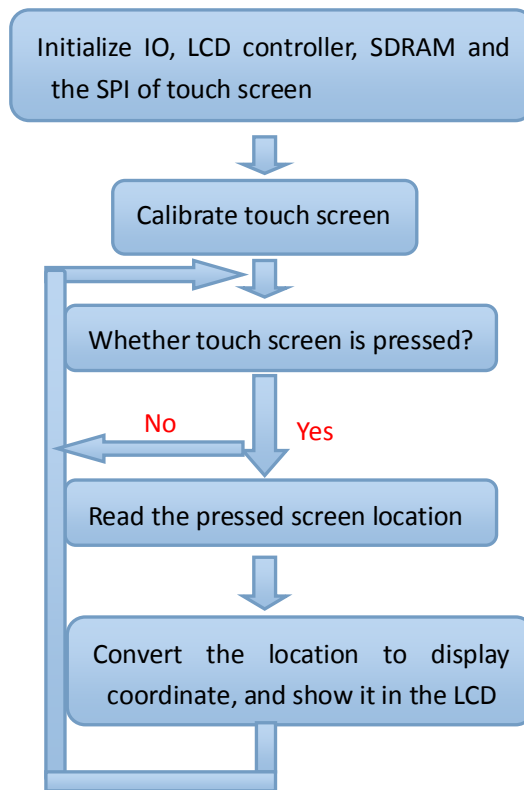 Initialize IO, LCD controller, SDRAM and
the SPI of touch screen
Calibrate touch screen
Whether touch screen is pressed?
No
Yes
Read the pressed screen location
Convert the location to display
coordinate, and show it in the LCD